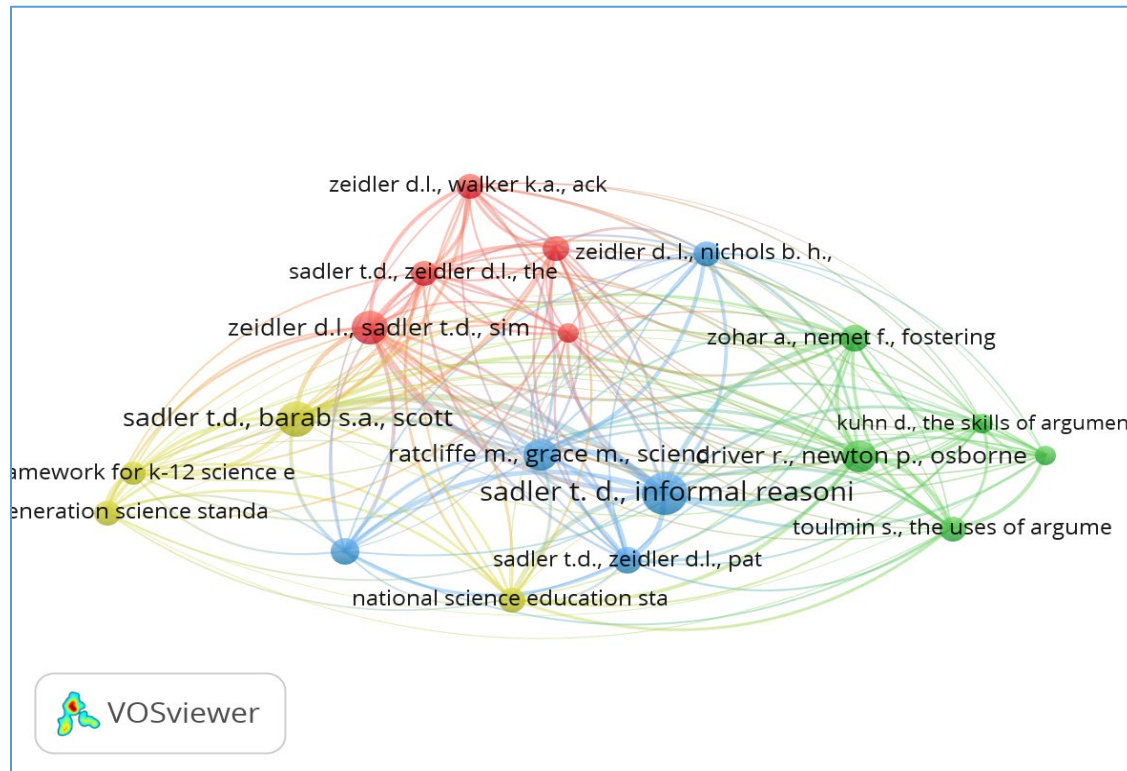 zeidler d.l., walker k.a., ack
zeidler d. l., nichols b. h.,
sadler t.d., zeidler d.l., the
zeidler d.l., sadler t.d., sim
zohar a., nemet f., fostering
sadler t.d., barab s.a., scott
kuhn d., the skills of argumen
ratcliffe m., grace m., scienc
driver r., newton p., osborne
amework for k-12 science e
sadler t. d., informal reasoni
eneration science standa
toulmin s., the uses of argume
sadler t.d., zeidler d.l., pat
national science education sta
VOSviewer